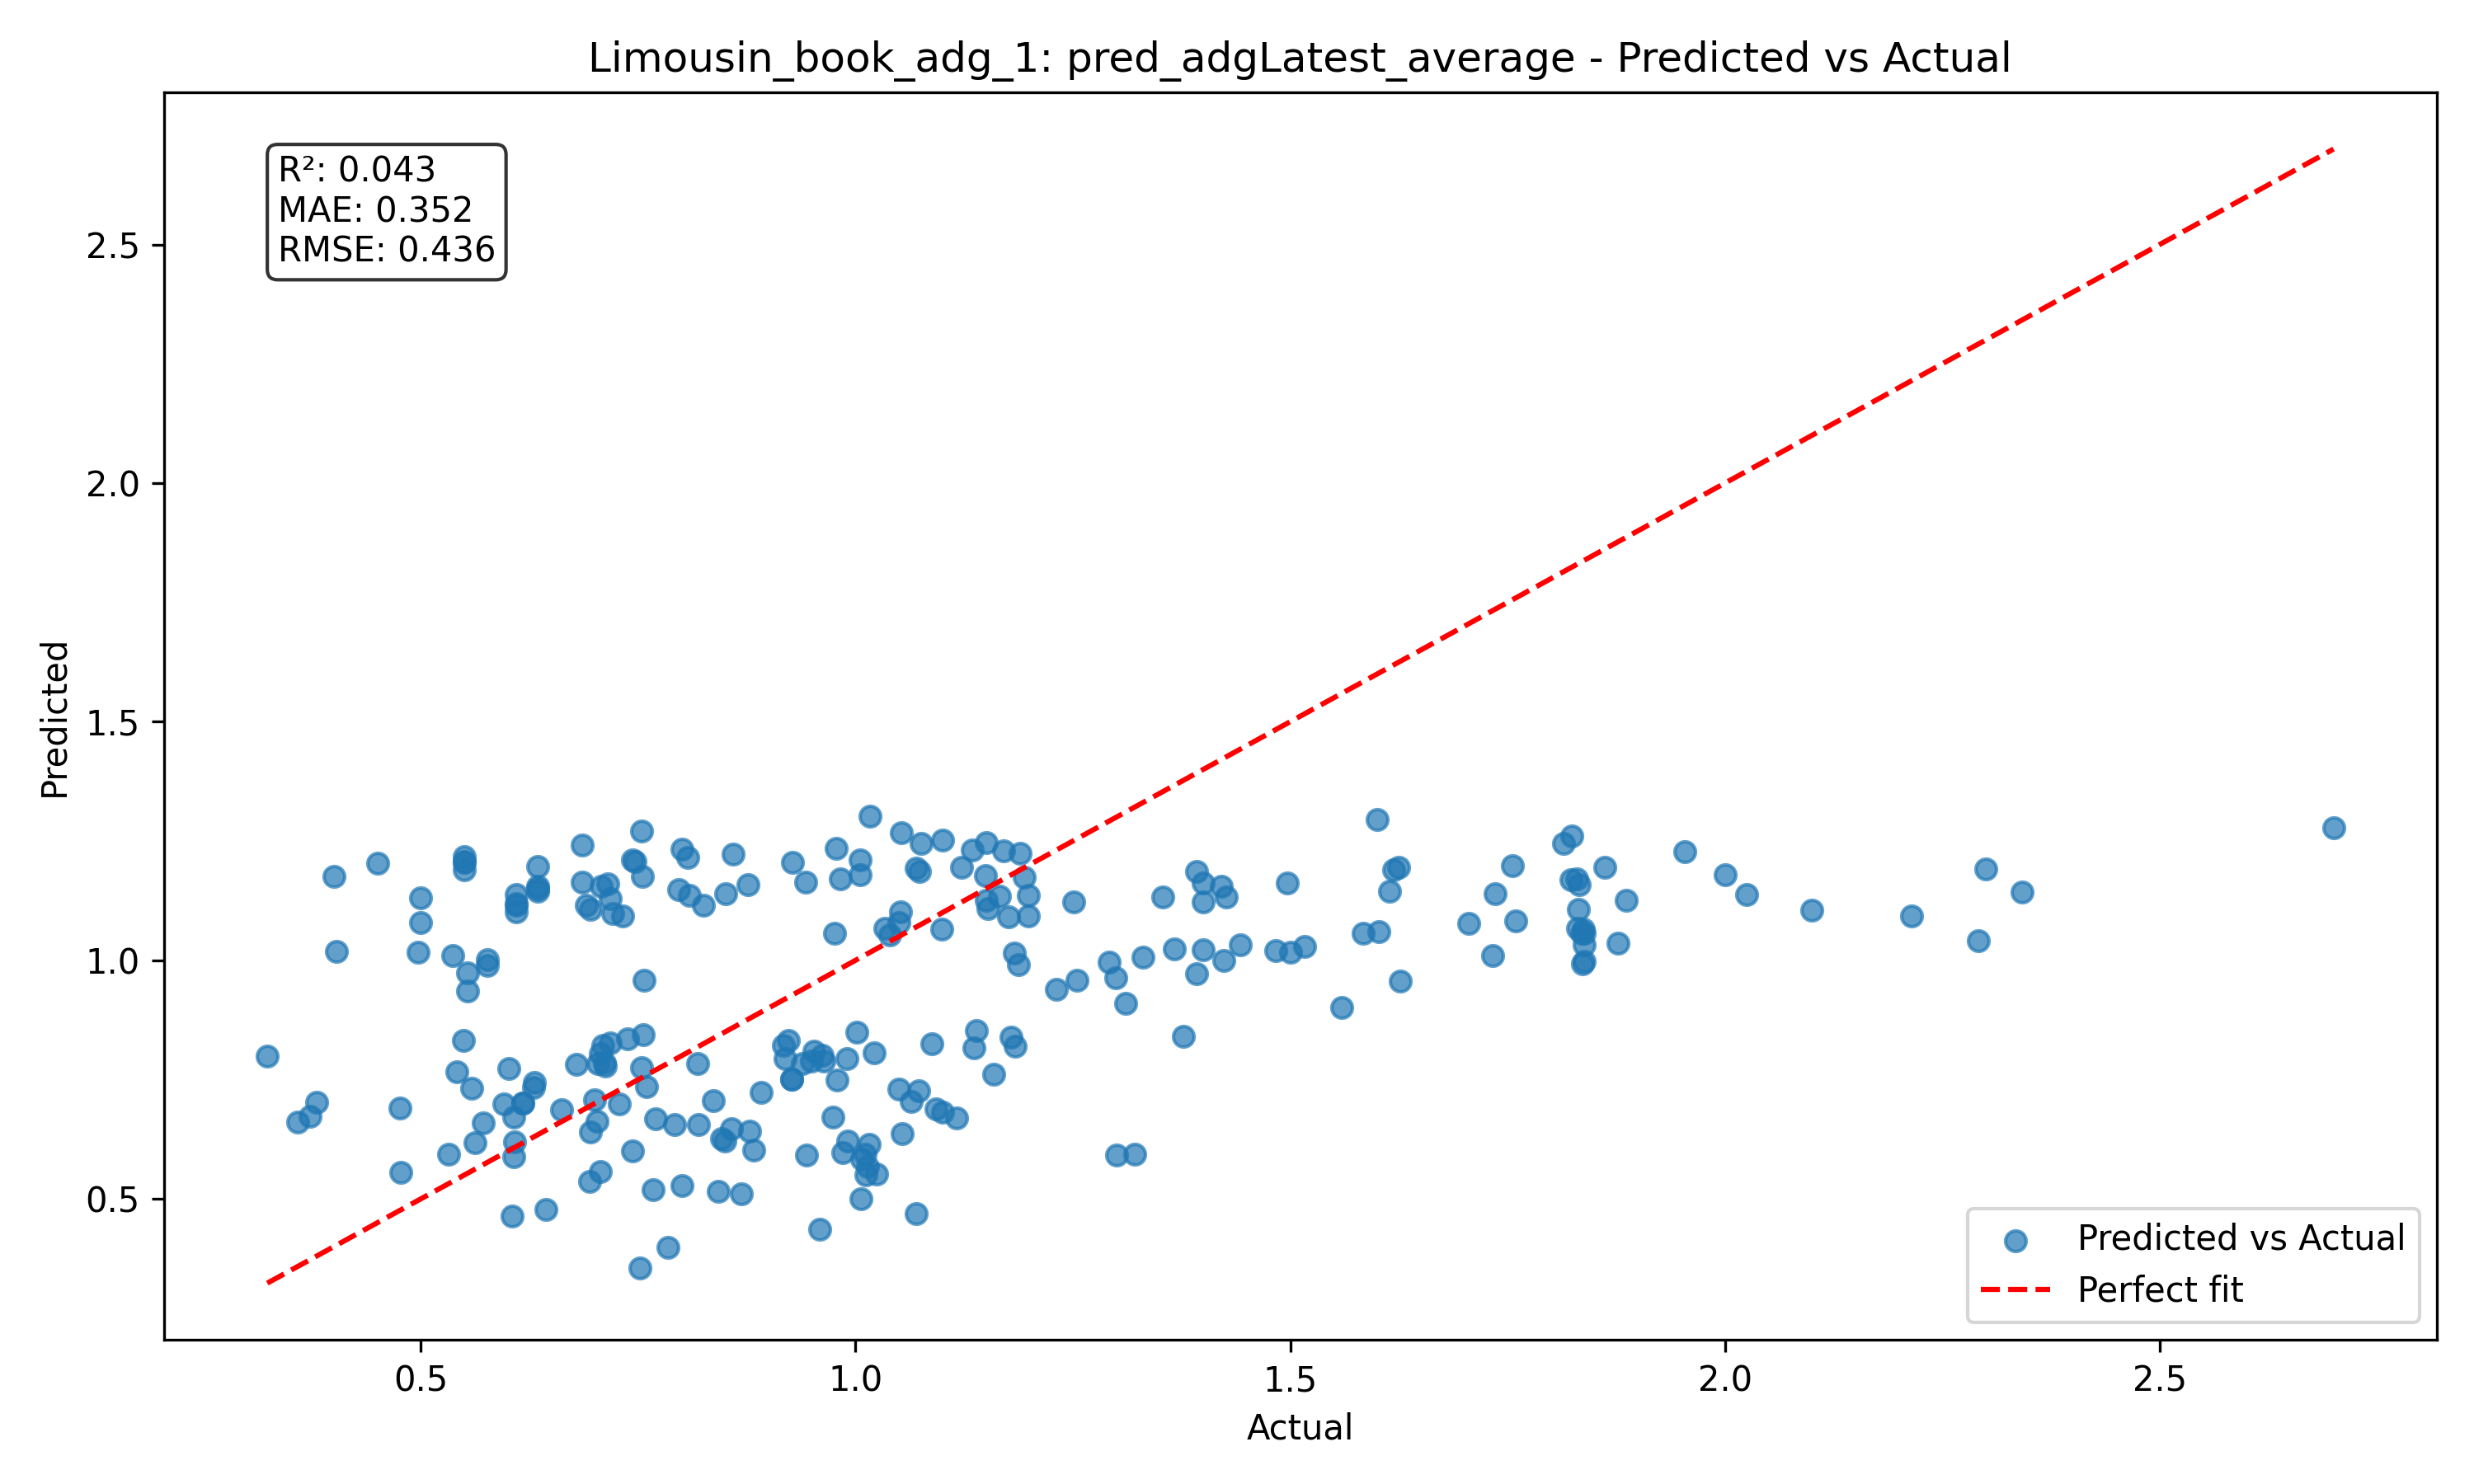 Limousin_book_adg_1: pred_adgLatest_average - Predicted vs Actual
R²: 0.043
MAE: 0.352
RMSE: 0.436
2.5
2.0
1.5
1.0
0.5
Predicted
Predicted vs Actual
Perfect fit
0.5 1.0 1.5 2.0 2.5
Actual